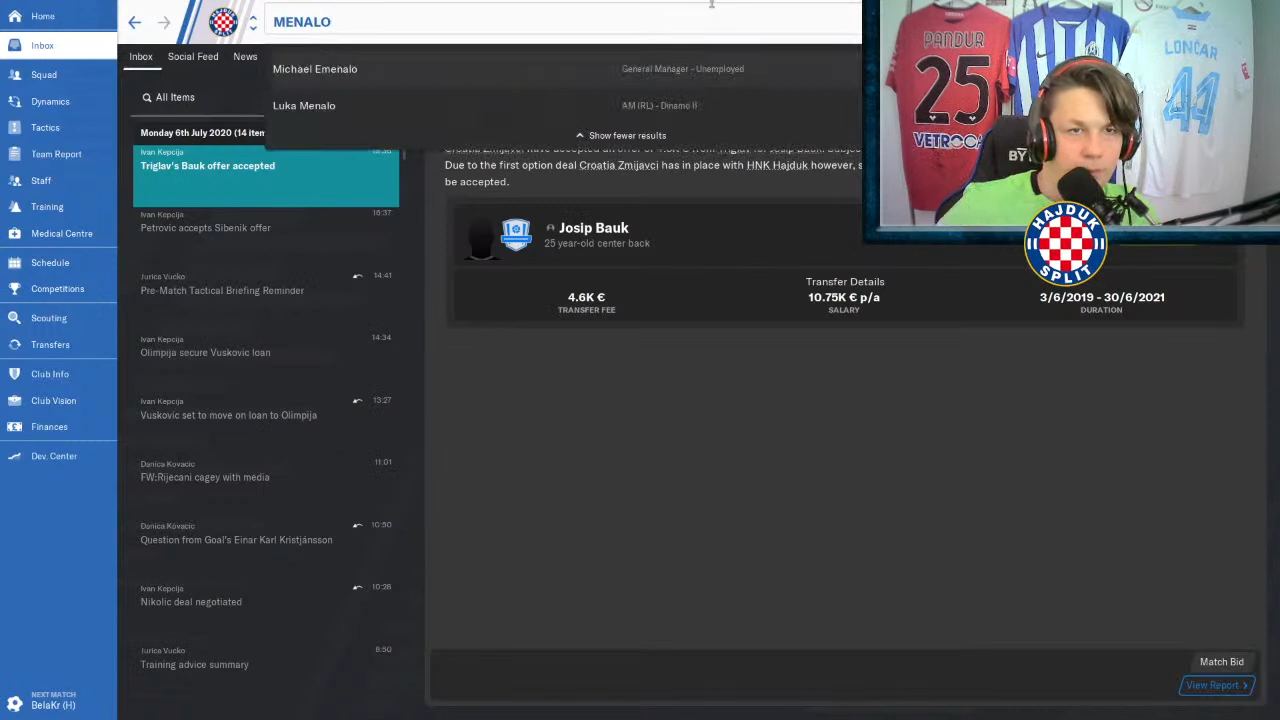 Home
Inbox
Squad
Dynamics
Tactics
Team Report
Staff
Training
Medical Centre
Schedule
Competitions
Scouting
Transfers
Club Info
Club Vision
Finances
Dev. Center
NEXT MATCH
BelaKr (H)
MENALO
Inbox Social Feed News
Michael Emenalo General Manager - Unemployed
Luka Menalo AM (RL) - Dinamo II
Show fewer results
All Items
Monday 6th July 2020 (14 item
Ivan Kepcija
Triglav's Bauk offer accepted
Ivan Kepcija 16:37
Petrovic accepts Sibenik offer
Jurica Vucko 14:41
Pre-Match Tactical Briefing Reminder
Ivan Kepcija 14:34
Olimpija secure Vuskovic loan
Ivan Kepcija 13:27
Vuskovic set to move on loan to Olimpija
Danica Kovacic 11:01
FW:Rijecani cagey with media
Danica Kovacic 10:50
Question from Goal's Einar Karl Kristjánsson
Ivan Kepcija 10:28
Nikolic deal negotiated
Jurica Vucko 8:50
Training advice summary
Due to the first option deal Croatia Zmijavci has in place with HNK Hajduk however, s
be accepted.
Josip Bauk
25 year-old center back
Transfer Details
4.6K € 10.75K € p/a 3/6/2019 - 30/6/2021
TRANSFER FEE SALARY DURATION
Match Bid
View Report
PANDUR
25
VETROC
LONČAR
44
BY
HAJDUK
SPLIT